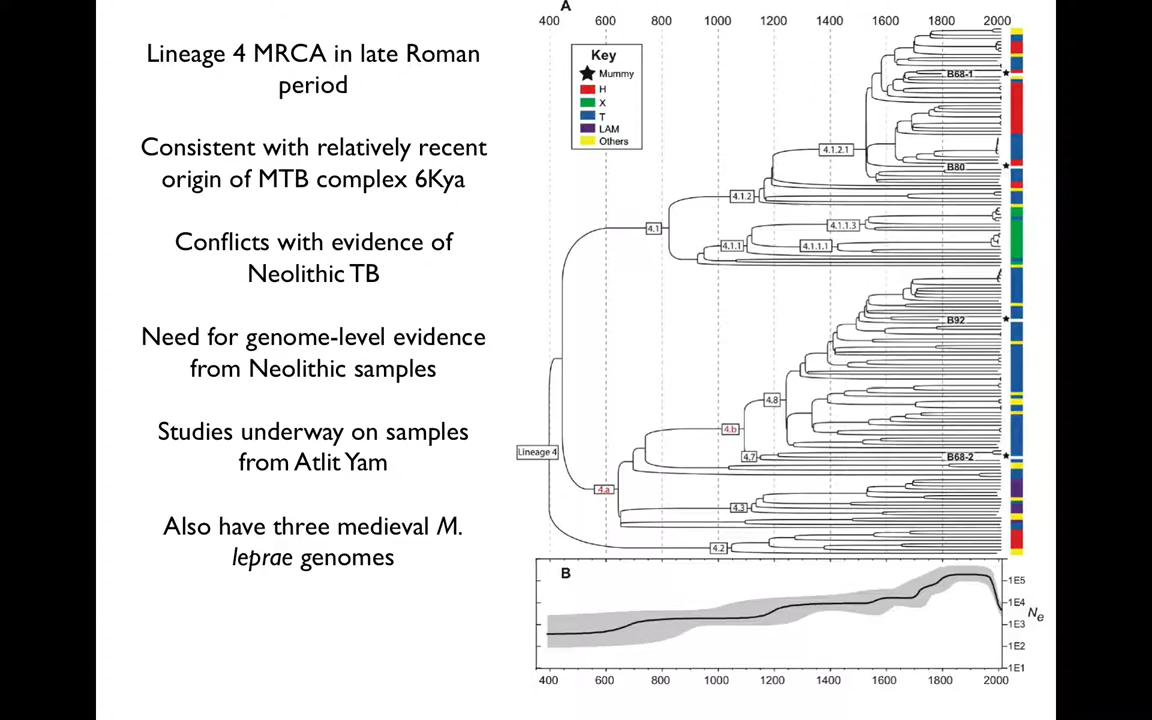 Lineage 4 MRCA in late Roman
period
Consistent with relatively recent
origin of MTB complex 6Kya
Conflicts with evidence of
Neolithic TB
Need for genome-level evidence
from Neolithic samples
Studies underway on samples
from Atlit Yam
Also have three medieval M.
leprae genomes
A
400 600 800 1000 1200 1400 1600 1800 2000
Key
Mummy
H
X
T
LAM
Others
B68-1
4.1.2.1
B80
4.1.2
4.1.1.3
4.1
4.1.1
4.1.1.1
B92
4.8
4.b
Lineage 4
4.7
B68-2
4.a
4.3
4.2
B
1E5
1E4
Ne
1E3
1E2
1E1
400 600 800 1000 1200 1400 1600 1800 2000